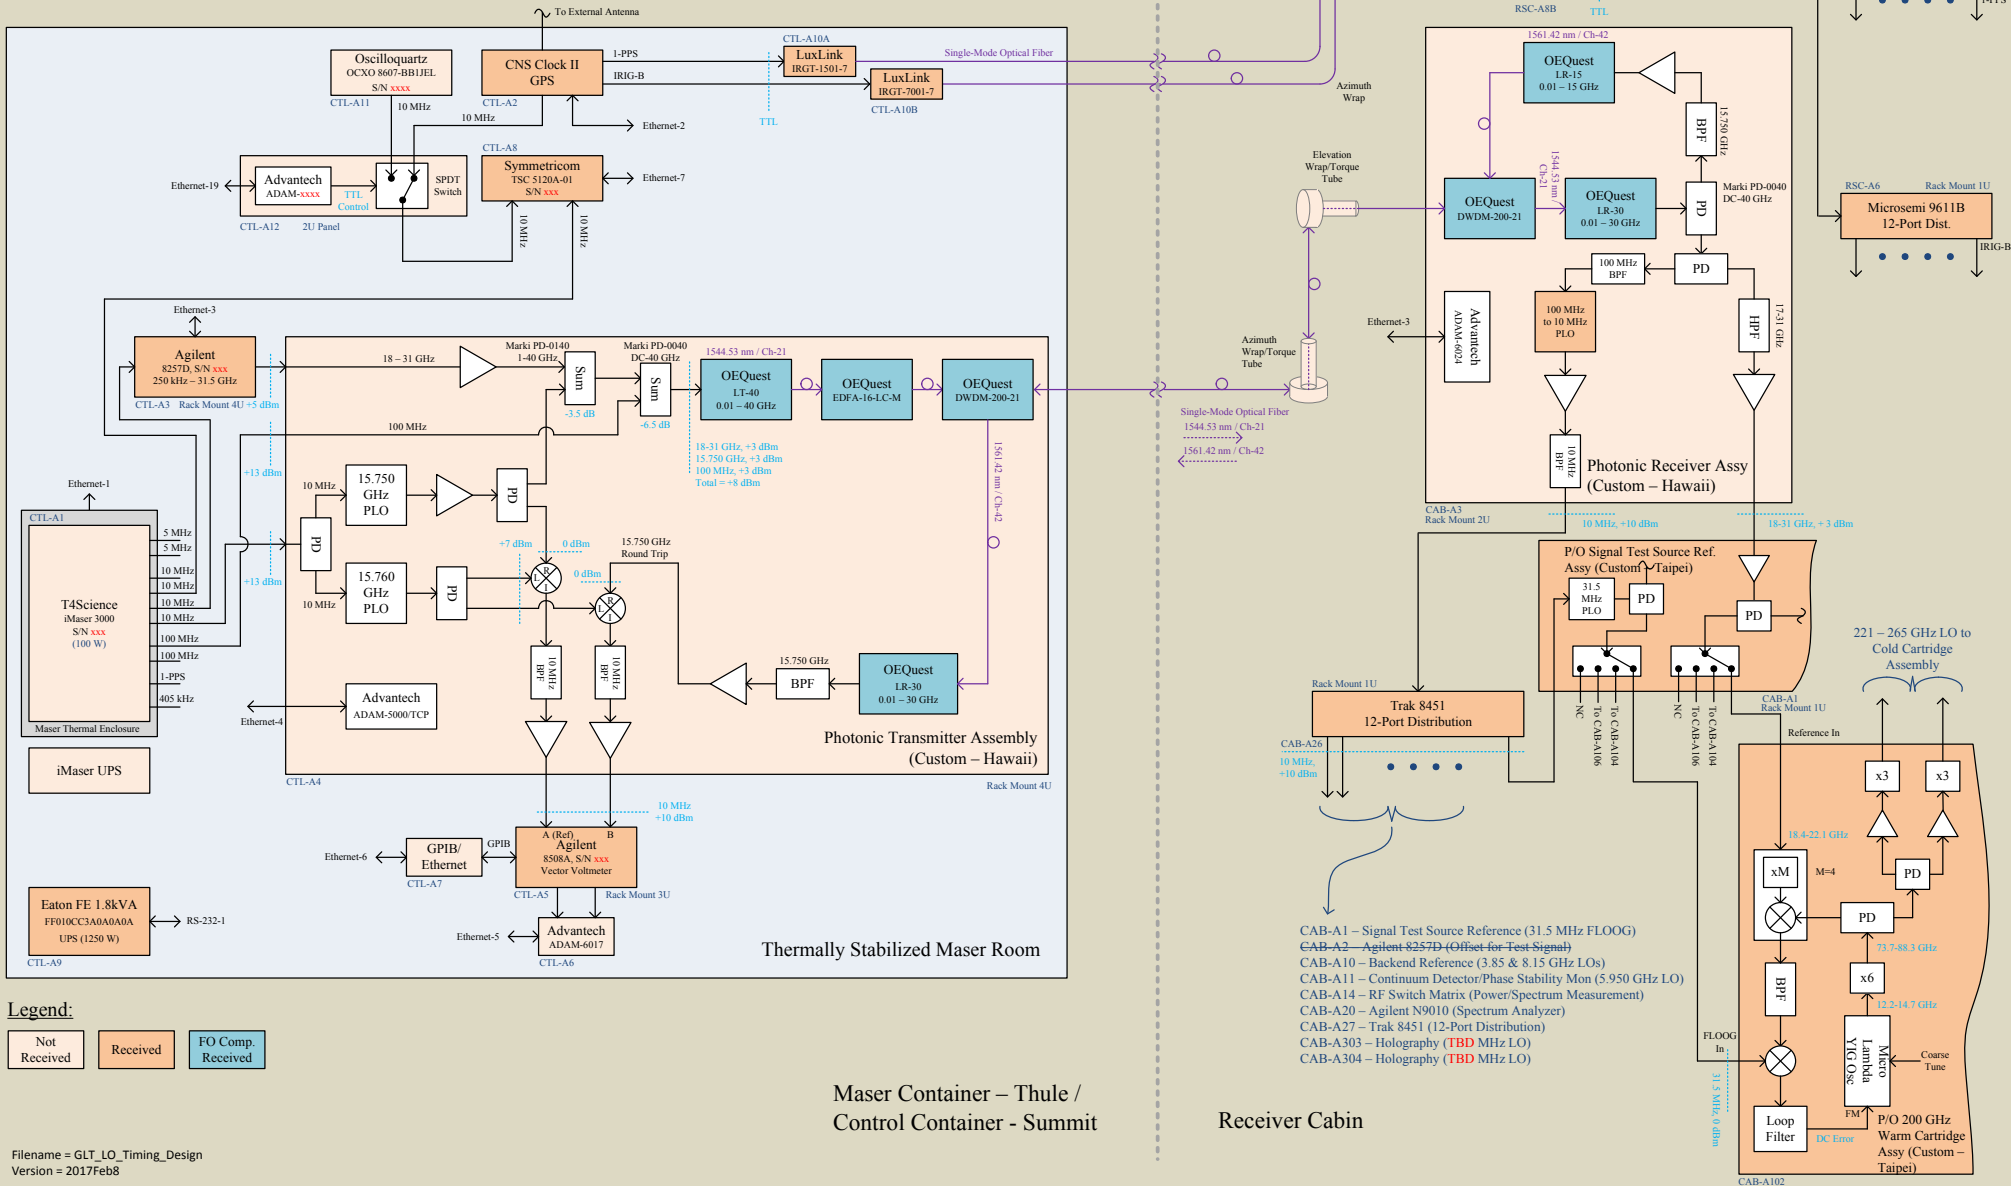 To External Antenna
Oscilloquartz
OCXO 8607-BB1JEL
S/N xxxx
CTL-A11
10 MHz
CNS Clock II
GPS
CTL-A2
10 MHz
1-PPS
IRIG-B
TTL
CTL-A10A
LuxLink
IRGT-1501-7
LuxLink
IRGT-7001-7
CTL-A10B
Single-Mode Optical Fiber
Ethernet-2
CTL-A8
Symmetricom
TSC 5120A-01
S/N xxx
Ethernet-7
10 MHz
10 MHz
Ethernet-19
Advantech
ADAM-xxxx
TTL
Control
SPDT
Switch
CTL-A12
2U Panel
Ethernet-3
Agilent
8257D, S/N xxx
250 kHz – 31.5 GHz
CTL-A3
Rack Mount 4U
+5 dBm
18 – 31 GHz
Marki PD-0140
1-40 GHz
Sum
-3.5 dB
Marki PD-0040
DC-40 GHz
Sum
-6.5 dB
1544.53 nm / Ch-21
OEQuest
LT-40
0.01 – 40 GHz
OEQuest
EDFA-16-LC-M
OEQuest
DWDM-200-21
100 MHz
+13 dBm
18-31 GHz, +3 dBm
15.750 GHz, +3 dBm
100 MHz, +3 dBm
Total = +8 dBm
1561.42 nm / Ch-42
Ethernet-1
CTL-A1
T4Science
iMaser 3000
S/N xxx
(100 W)
Maser Thermal Enclosure
5 MHz
5 MHz
10 MHz
10 MHz
10 MHz
10 MHz
100 MHz
100 MHz
1-PPS
405 kHz
+13 dBm
PD
10 MHz
10 MHz
15.750
GHz
PLO
PD
15.760
GHz
PLO
PD
+7 dBm
0 dBm
0 dBm
L
R
I
L
R
I
15.750 GHz
Round Trip
10 MHz
BPF
10 MHz
BPF
15.750 GHz
BPF
OEQuest
LR-30
0.01 – 30 GHz
Advantech
ADAM-5000/TCP
Ethernet-4
Photonic Transmitter Assembly
(Custom – Hawaii)
CTL-A4
Rack Mount 4U
10 MHz
+10 dBm
iMaser UPS
A (Ref)
B
Agilent
8508A, S/N xxx
Vector Voltmeter
CTL-A5
Rack Mount 3U
GPIB
GPIB/
Ethernet
Ethernet-6
CTL-A7
Eaton FE 1.8kVA
FF010CC3A0A0A0A
UPS (1250 W)
CTL-A9
RS-232-1
Ethernet-5
Advantech
ADAM-6017
CTL-A6
Thermally Stabilized Maser Room
Legend:
Not
Received
Received
FO Comp.
Received
Maser Container – Thule /
Control Container - Summit
Filename = GLT_LO_Timing_Design
Version = 2017Feb8
Azimuth
Wrap
Elevation
Wrap/Torque
Tube
Azimuth
Wrap/Torque
Tube
Single-Mode Optical Fiber
1544.53 nm / Ch-21
1561.42 nm / Ch-42
RSC-A8B
TTL
1-PPS
1561.42 nm / Ch-42
OEQuest
LR-15
0.01 – 15 GHz
BPF
15.750 GHz
OEQuest
DWDM-200-21
1544.53 nm /
Ch-21
OEQuest
LR-30
0.01 – 30 GHz
PD
Marki PD-0040
DC-40 GHz
100 MHz
BPF
PD
100 MHz
to 10 MHz
PLO
HPF
17-31 GHz
Advantech
ADAM-6024
Ethernet-3
10 MHz
BPF
Photonic Receiver Assy
(Custom – Hawaii)
CAB-A3
Rack Mount 2U
10 MHz, +10 dBm
18-31 GHz, + 3 dBm
RSC-A6
Rack Mount 1U
Microsemi 9611B
12-Port Dist.
IRIG-B
P/O Signal Test Source Ref.
Assy (Custom – Taipei)
31.5
MHz
PLO
PD
PD
NC
To CAB-A106
To CAB-A104
NC
To CAB-A106
To CAB-A104
CAB-A1
Rack Mount 1U
Rack Mount 1U
Trak 8451
12-Port Distribution
CAB-A26
10 MHz,
+10 dBm
221 – 265 GHz LO to
Cold Cartridge
Assembly
Reference In
x3
x3
18.4-22.1 GHz
xM
M=4
PD
PD
73.7-88.3 GHz
x6
12.2-14.7 GHz
BPF
Micro
Lambda
YIG Osc
Coarse
Tune
FLOOG
In
31.5 MHz, 0 dBm
Loop
Filter
DC Error
FM
P/O 200 GHz
Warm Cartridge
Assy (Custom –
Taipei)
CAB-A102
CAB-A1 – Signal Test Source Reference (31.5 MHz FLOOG)
CAB-A2 – Agilent 8257D (Offset for Test Signal)
CAB-A10 – Backend Reference (3.85 & 8.15 GHz LOs)
CAB-A11 – Continuum Detector/Phase Stability Mon (5.950 GHz LO)
CAB-A14 – RF Switch Matrix (Power/Spectrum Measurement)
CAB-A20 – Agilent N9010 (Spectrum Analyzer)
CAB-A27 – Trak 8451 (12-Port Distribution)
CAB-A303 – Holography (TBD MHz LO)
CAB-A304 – Holography (TBD MHz LO)
Receiver Cabin